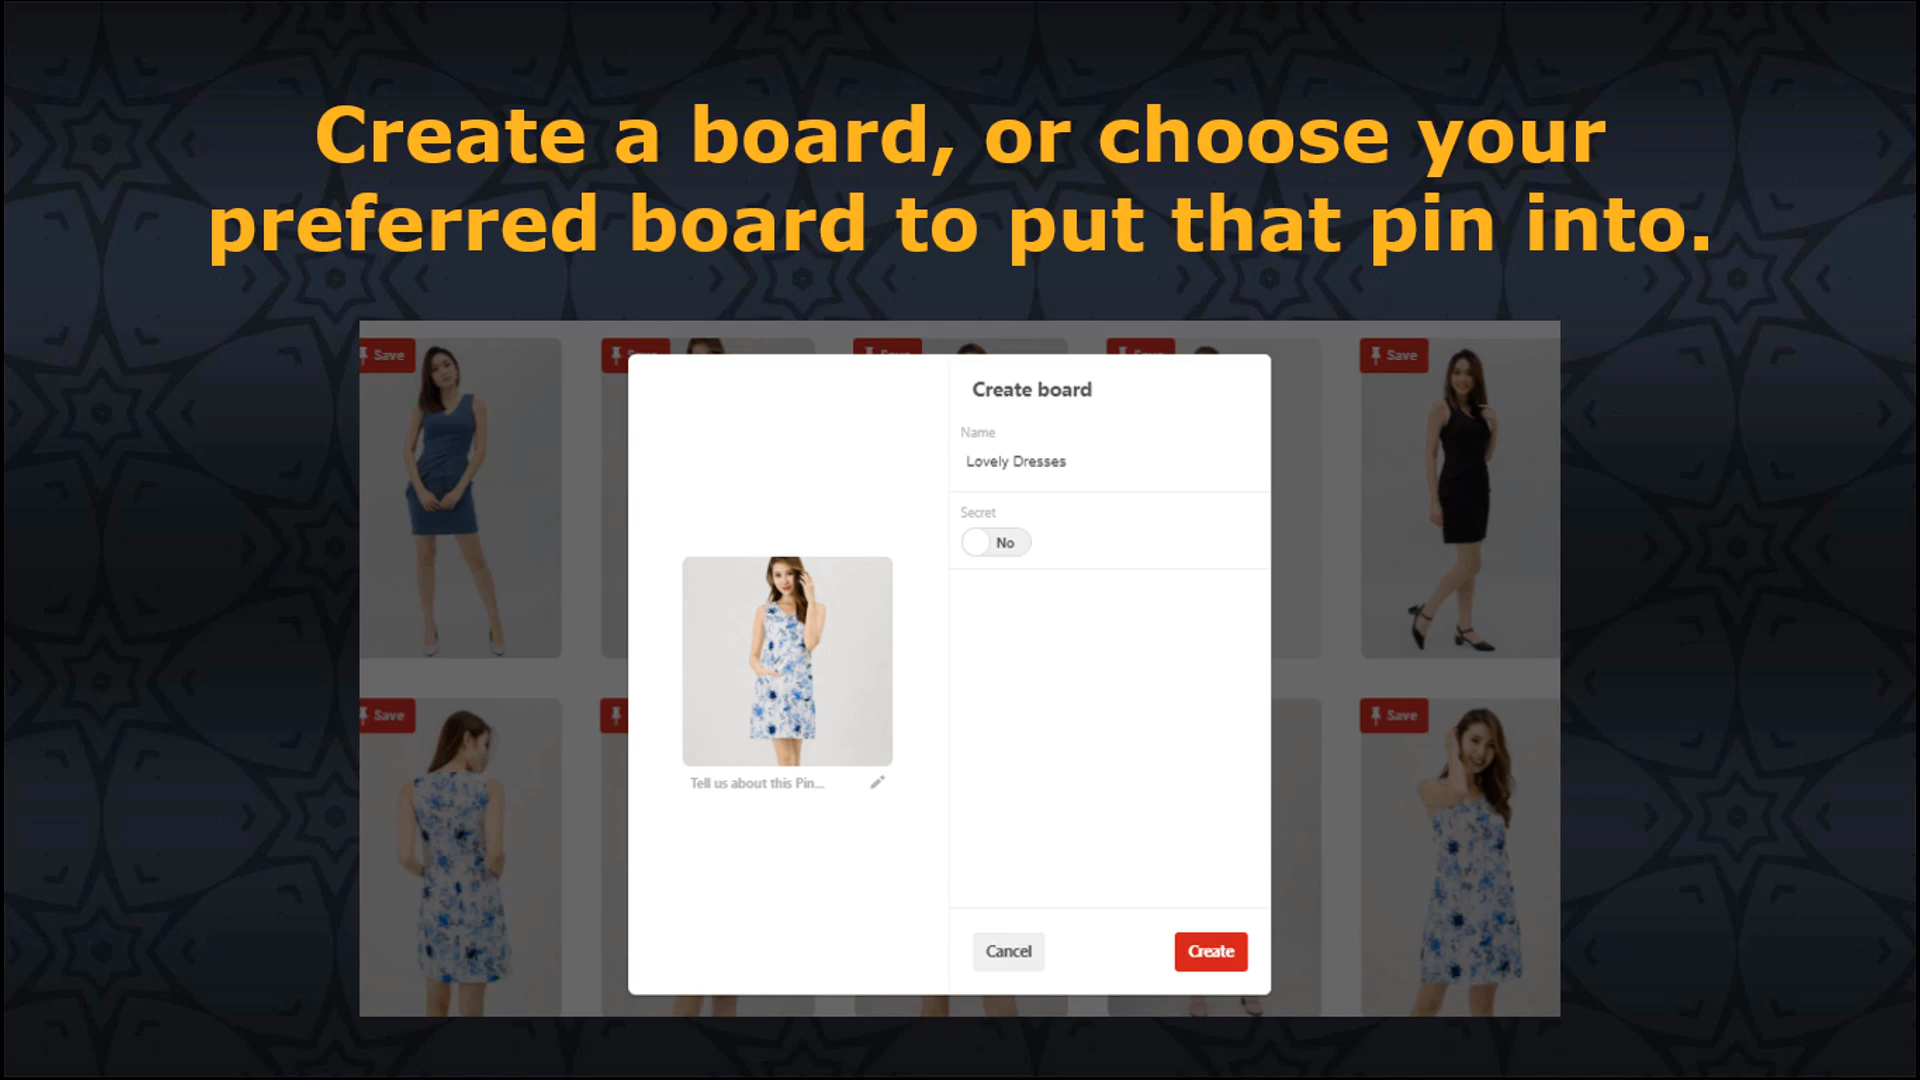 Create a board, or choose your
preferred board to put that pin into.
Save
Save
Create board
Name
Lovely Dresses
Secret
No
Save
Save
Tell us about this Pin...
Cancel
Create